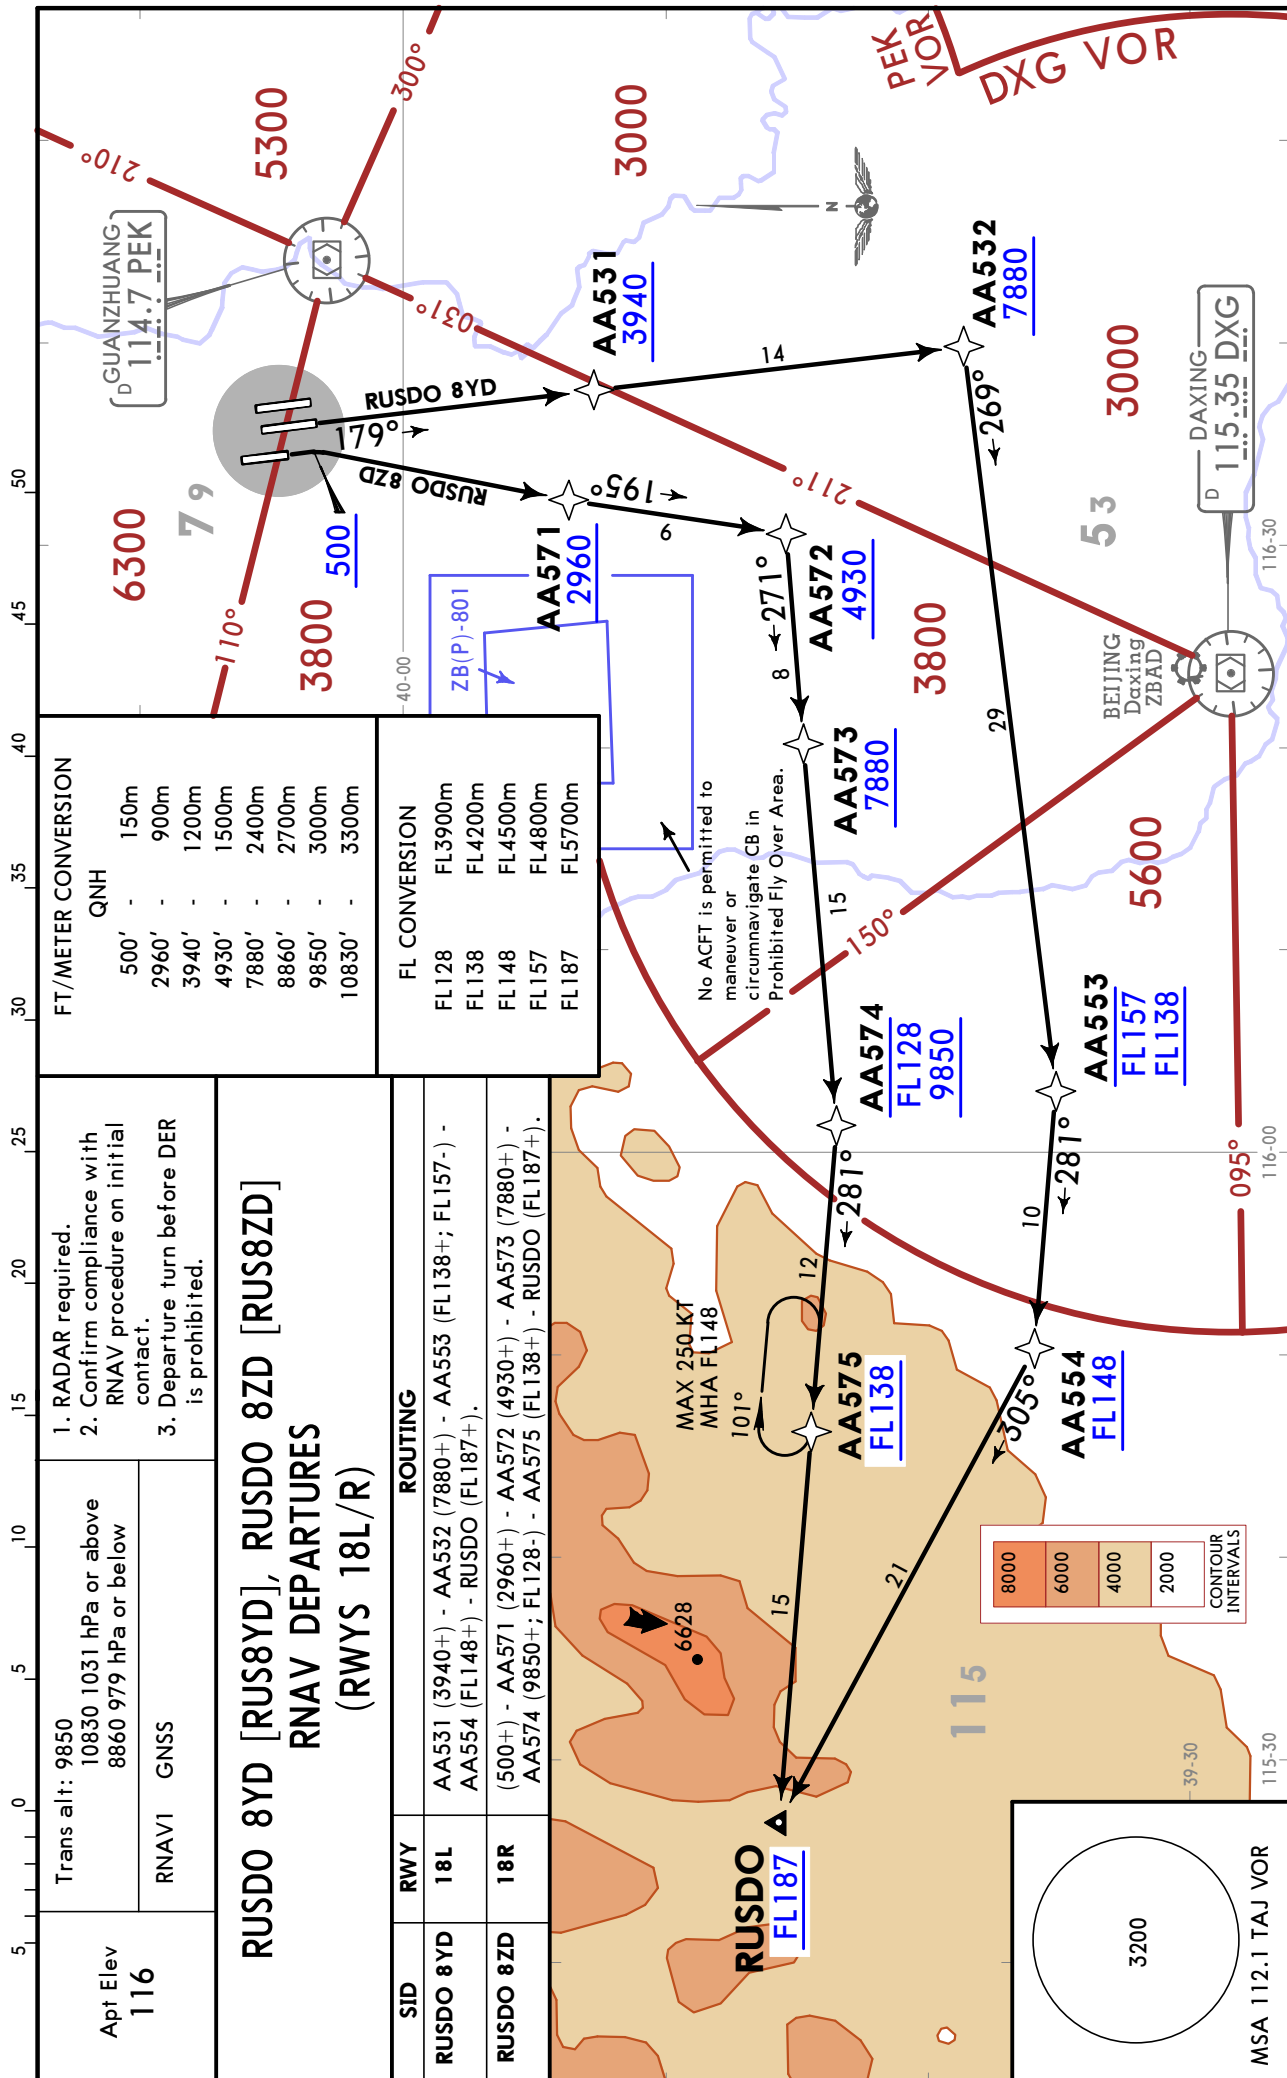 5 0 5 10 15 20 25 30 35 40 45 50
Apt Elev
116
Trans alt: 9850
10830 1031 hPa or above
8860 979 hPa or below
RNAV1 GNSS
1. RADAR required.
2. Confirm compliance with
RNAV procedure on initial
contact.
3. Departure turn before DER
is prohibited.
RUSDO 8YD [RUS8YD], RUSDO 8ZD [RUS8ZD]
RNAV DEPARTURES
(RWYS 18L/R)
SID RWY ROUTING
RUSDO 8YD 18L AA531 (3940+) - AA532 (7880+) - AA553 (FL138+; FL157-) -
AA554 (FL148+) - RUSDO (FL187+).
RUSDO 8ZD 18R (500+) - AA571 (2960+) - AA572 (4930+) - AA573 (7880+) -
AA574 (9850+; FL128-) - AA575 (FL138+) - RUSDO (FL187+).
FT/METER CONVERSION
QNH
500' - 150m
2960' - 900m
3940' - 1200m
4930' - 1500m
7880' - 2400m
8860' - 2700m
9850' - 3000m
10830' - 3300m
FL CONVERSION
FL128 FL3900m
FL138 FL4200m
FL148 FL4500m
FL157 FL4800m
FL187 FL5700m
6300
79
500
3800
110°
210°
5300
300°
D GUANZHUANG
114.7 PEK
031°
3000
PEK
VOR
DXG VOR
N
RUSDO 8YD
179°
RUSDO 8ZD
AA531
3940
14
AA532
7880
269°
29
195°
6
AA571
2960
AA572
4930
271°
8
AA573
7880
15
AA574
FL128
9850
281°
12
AA575
FL138
15
MAX 250 KT
MHA FL148
101°
6628
RUSDO
FL187
21
305°
AA554
FL148
10
281°
AA553
FL157
FL138
40-00
ZB(P)-801
No ACFT is permitted to
maneuver or
circumnavigate CB in
Prohibited Fly Over Area.
211°
3800
150°
5600
095°
3000
53
D DAXING
115.35 DXG
BEIJING
Daxing
ZBAD
116-30
116-00
115-30
39-30
115
8000
6000
4000
2000
CONTOUR
INTERVALS
3200
MSA 112.1 TAJ VOR